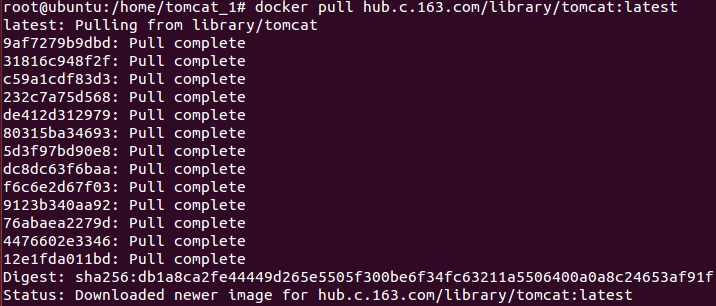 root@ubuntu:/home/tomcat_1# docker pull hub.c.163.com/library/tomcat:latest
latest: Pulling from library/tomcat
9af7279b9dbd: Pull complete
31816c948f2f: Pull complete
c59a1cdf83d3: Pull complete
232c7a75d568: Pull complete
de412d312979: Pull complete
80315ba34693: Pull complete
5d3f97bd90e8: Pull complete
dc8dc63f6baa: Pull complete
f6c6e2d67f03: Pull complete
9123b340aa92: Pull complete
76abaea2279d: Pull complete
4476602e3346: Pull complete
12e1fda011bd: Pull complete
Digest: sha256:db1a8ca2fe44449d265e5505f300be6f34fc63211a5506400a0a8c24653af91f
Status: Downloaded newer image for hub.c.163.com/library/tomcat:latest